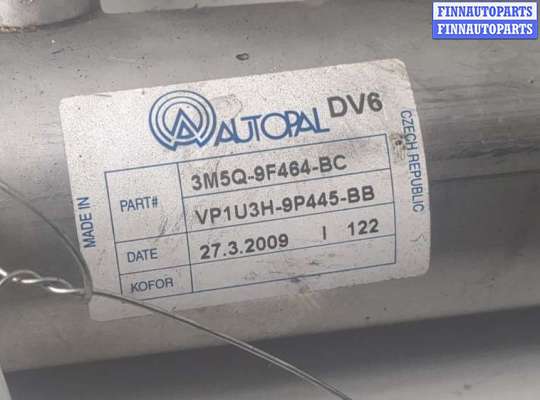 FINNAUTOPARTS
FINNAUTOPARTS
AUTOPAL DV6
MADE IN
CZECH REPUBLIC
PART# 3M5Q-9F464-BC
VP1U3H-9P445-BB
DATE 27.3.2009 I 122
KOFOR